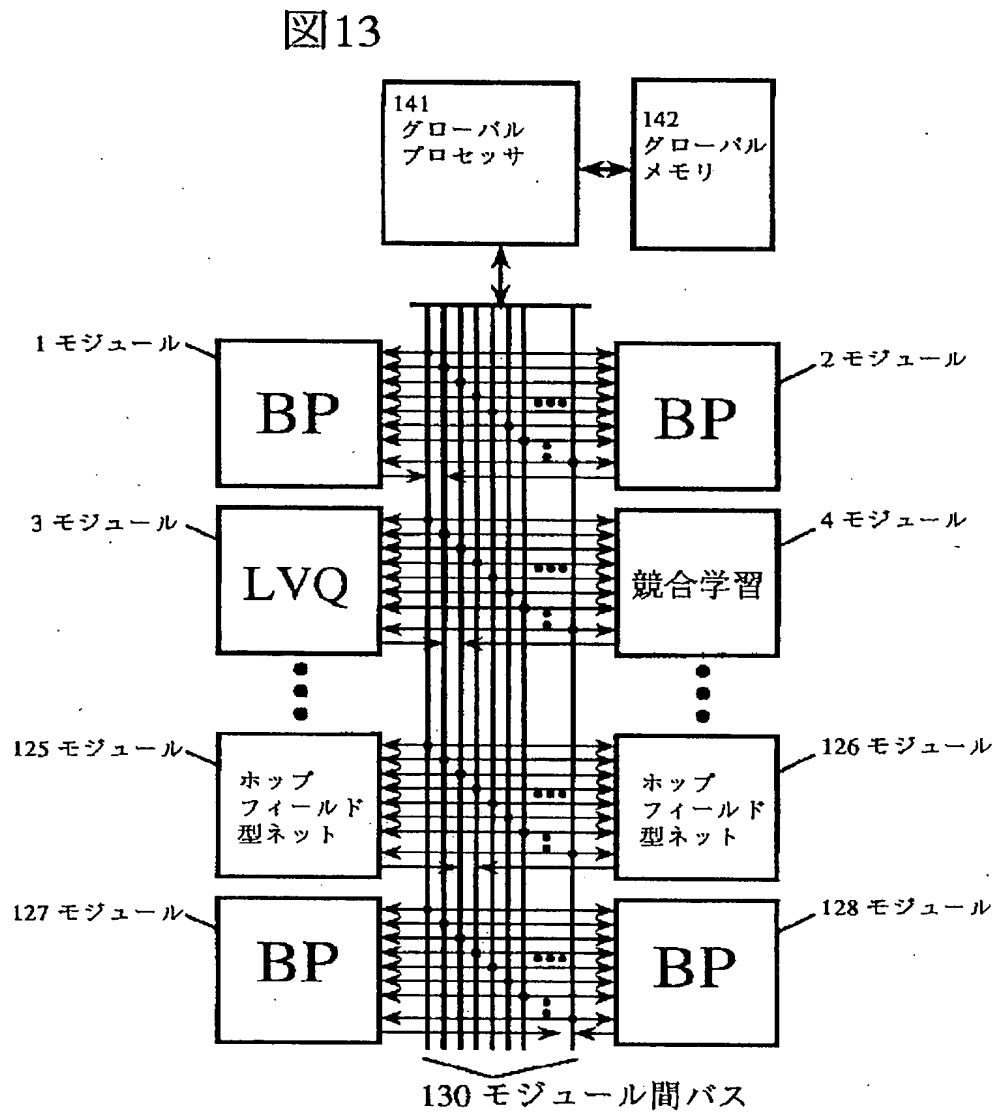 図13
141
グローバル
プロセッサ
142
グローバル
メモリ
1 モジュール
BP
2 モジュール
BP
3 モジュール
LVQ
4 モジュール
競合学習
125 モジュール
ホップ
フィールド
型ネット
126 モジュール
ホップ
フィールド
型ネット
127 モジュール
BP
128 モジュール
BP
130 モジュール間バス